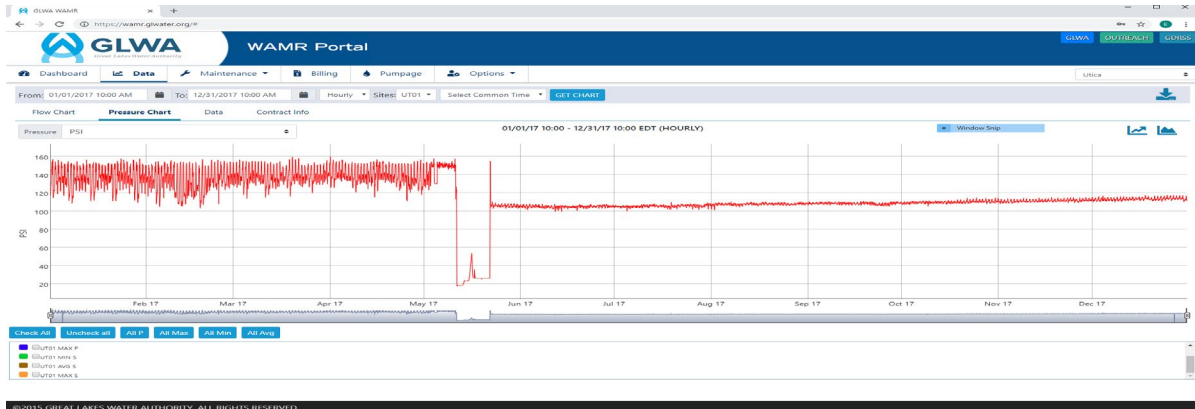 GLWA WAMR
https://wamr.glwater.org/#
GLWA
Great Lakes Water Authority
WAMR Portal
GLWA OUTREACH GDRSS
Dashboard Data Maintenance Billing Pumpage Options Utica
From: 01/01/2017 10:00 AM To: 12/31/2017 10:00 AM Hourly Sites: UT01 Select Common Time GET CHART
Flow Chart Pressure Chart Data Contract Info
Pressure PSI
01/01/17 10:00 - 12/31/17 10:00 EDT (HOURLY)
Window Snip
160
140
120
100
80
60
40
20
PSI
Feb 17 Mar 17 Apr 17 May 17 Jun 17 Jul 17 Aug 17 Sep 17 Oct 17 Nov 17 Dec 17
Check All Uncheck all All P All Max All Min All Avg
UT01 MAX P
UT01 MIN S
UT01 AVG S
UT01 MAX S
©2015 GREAT LAKES WATER AUTHORITY. ALL RIGHTS RESERVED